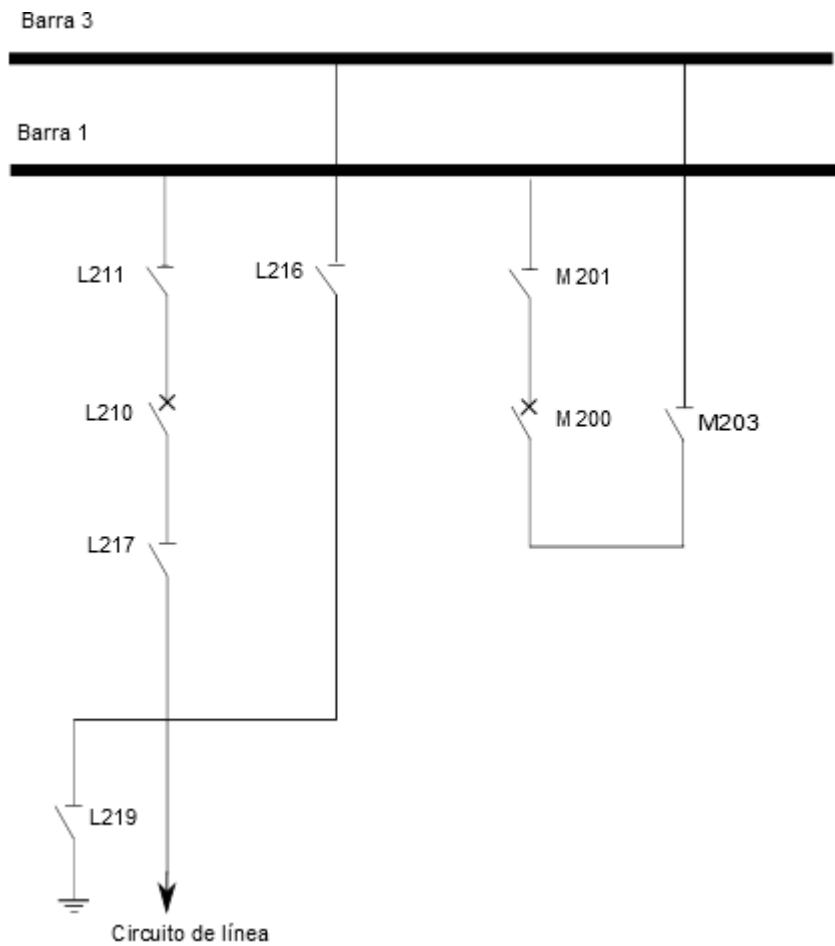 Barra 3
Barra 1
L211
L216
M 201
L210
M 200
M203
L217
L219
Circuito de línea